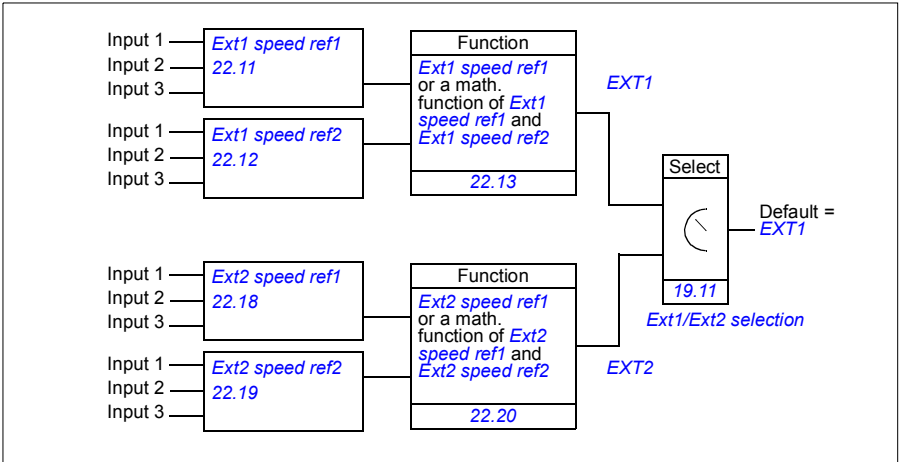 Input 1
Input 2
Input 3
Ext1 speed ref1
22.11
Input 1
Input 2
Input 3
Ext1 speed ref2
22.12
Function
Ext1 speed ref1
or a math.
function of Ext1
speed ref1 and
Ext1 speed ref2
22.13
EXT1
Select
19.11
Ext1/Ext2 selection
Default =
EXT1
Input 1
Input 2
Input 3
Ext2 speed ref1
22.18
Input 1
Input 2
Input 3
Ext2 speed ref2
22.19
Function
Ext2 speed ref1
or a math.
function of Ext2
speed ref1 and
Ext2 speed ref2
22.20
EXT2